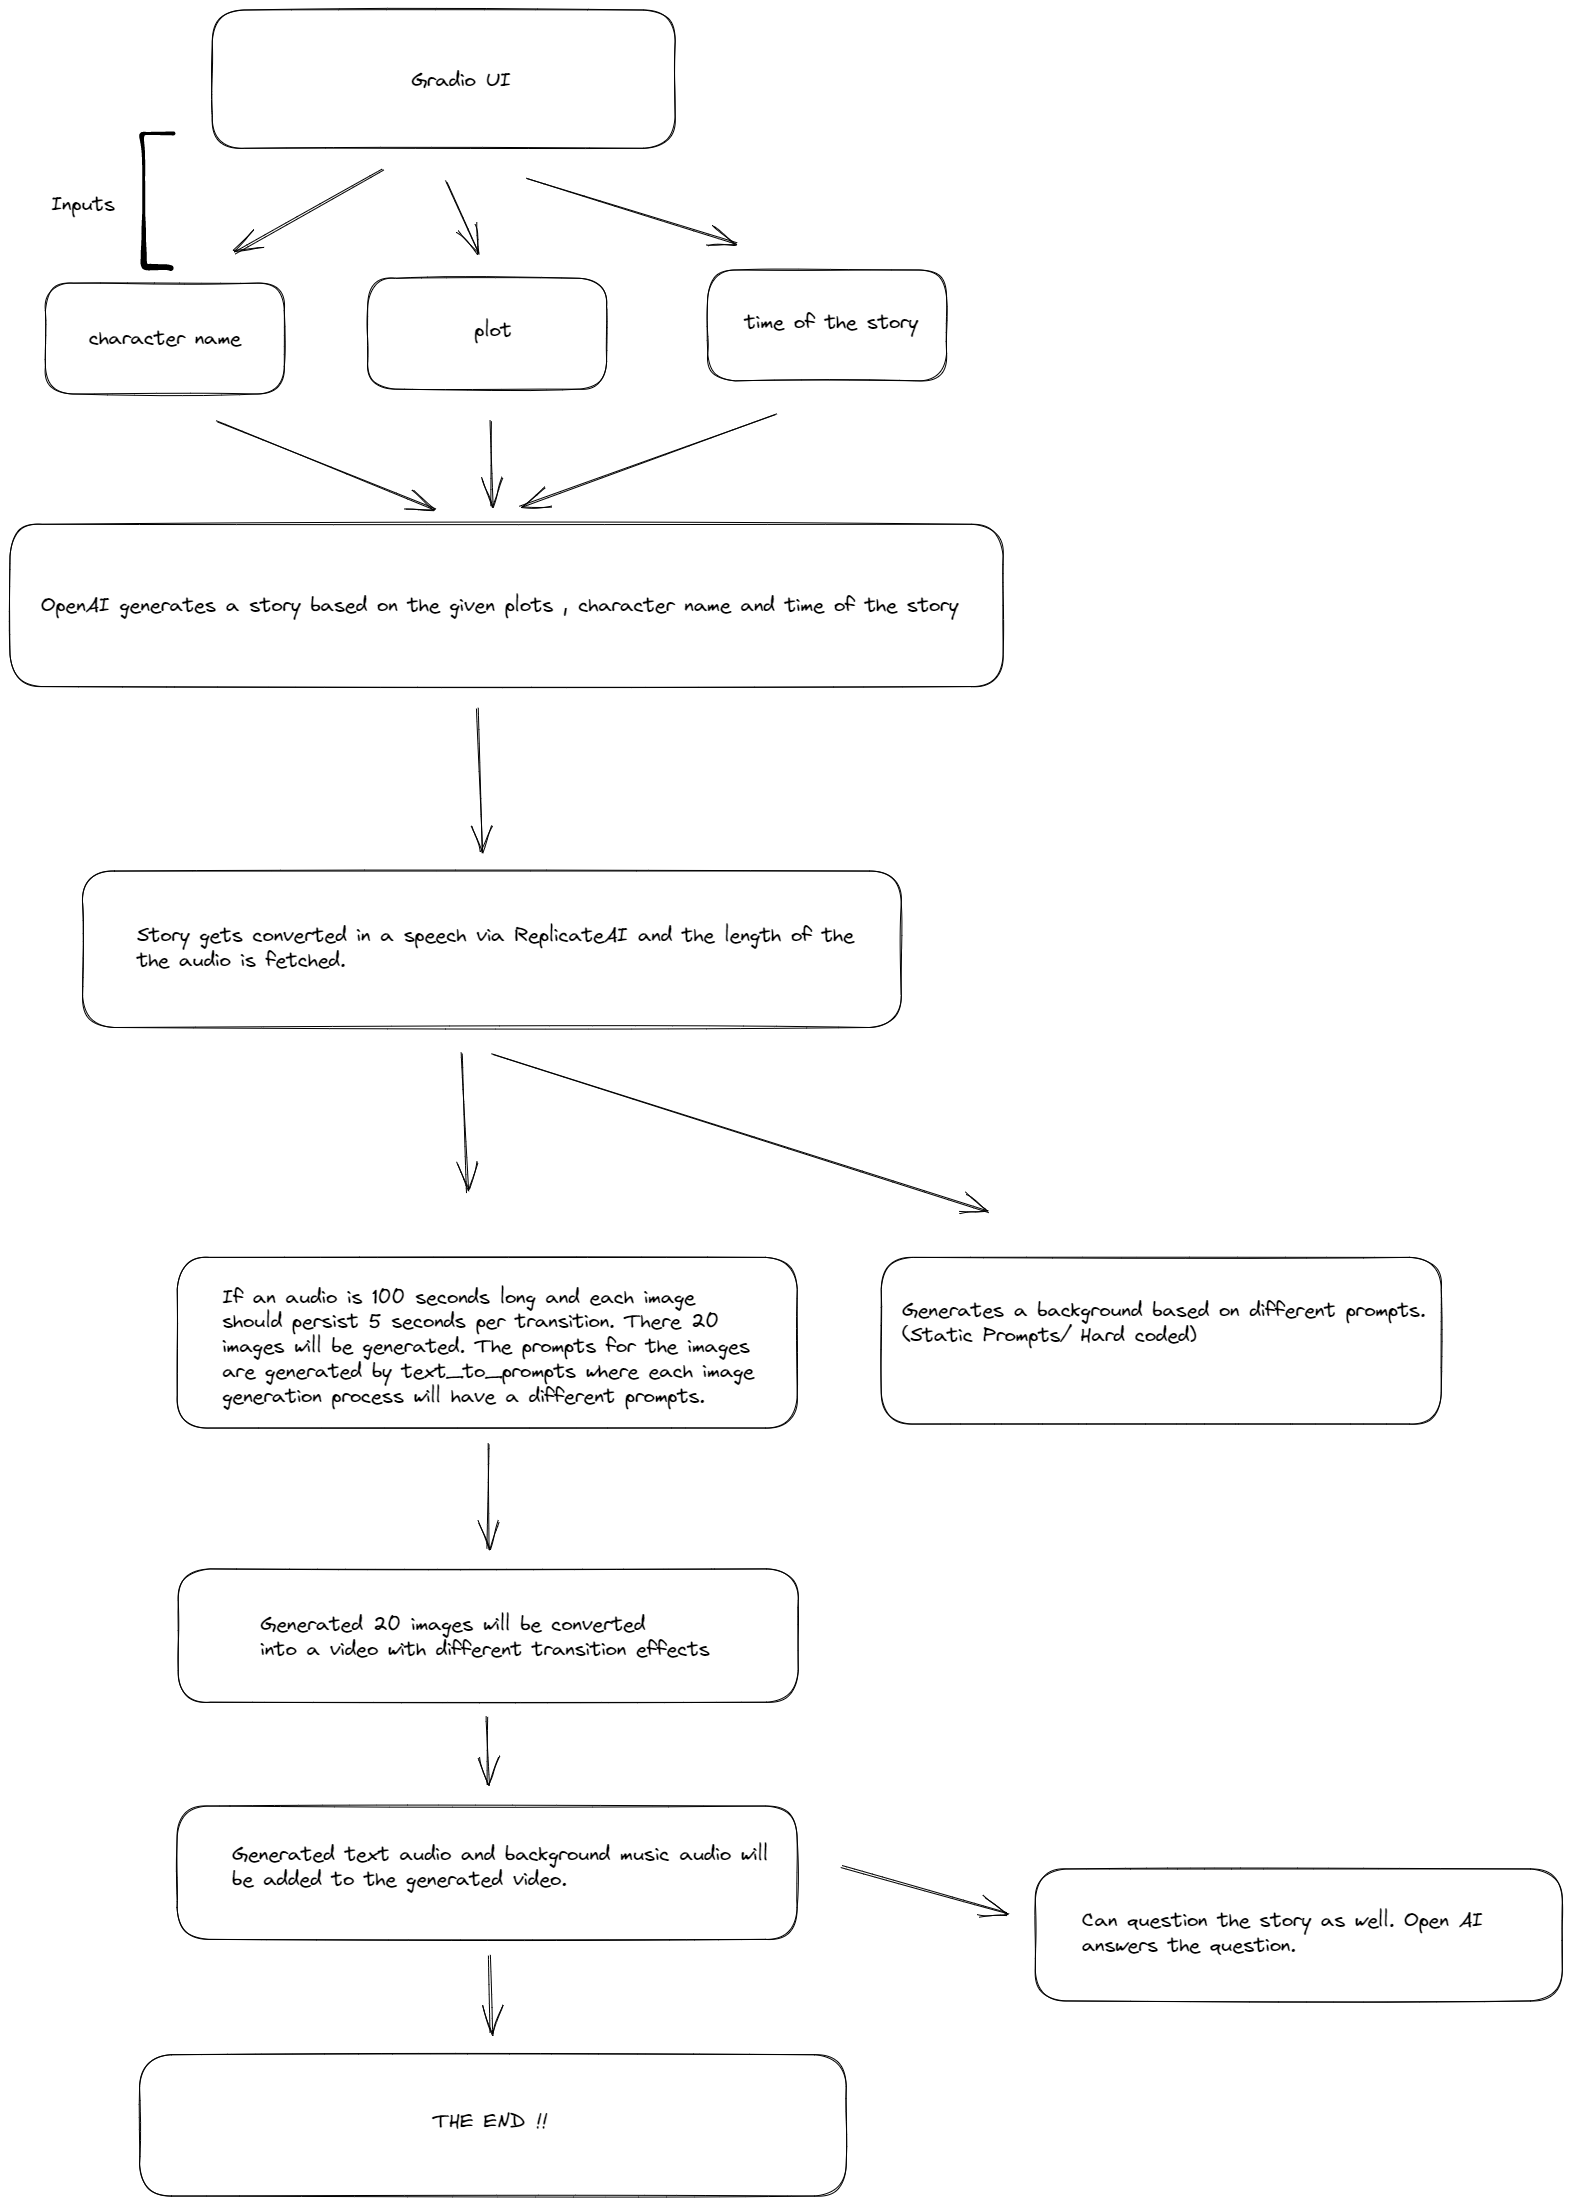 Gradio UI
Inputs
character name
plot
time of the story
OpenAI generates a story based on the given plots , character name and time of the story
Story gets converted in a speech via ReplicateAI and the length of the
the audio is fetched.
If an audio is 100 seconds long and each image
should persist 5 seconds per transition. There 20
images will be generated. The prompts for the images
are generated by text_to_prompts where each image
generation process will have a different prompts.
Generates a background based on different prompts.
(Static Prompts/ Hard coded)
Generated 20 images will be converted
into a video with different transition effects
Generated text audio and background music audio will
be added to the generated video.
Can question the story as well. Open AI
answers the question.
THE END !!